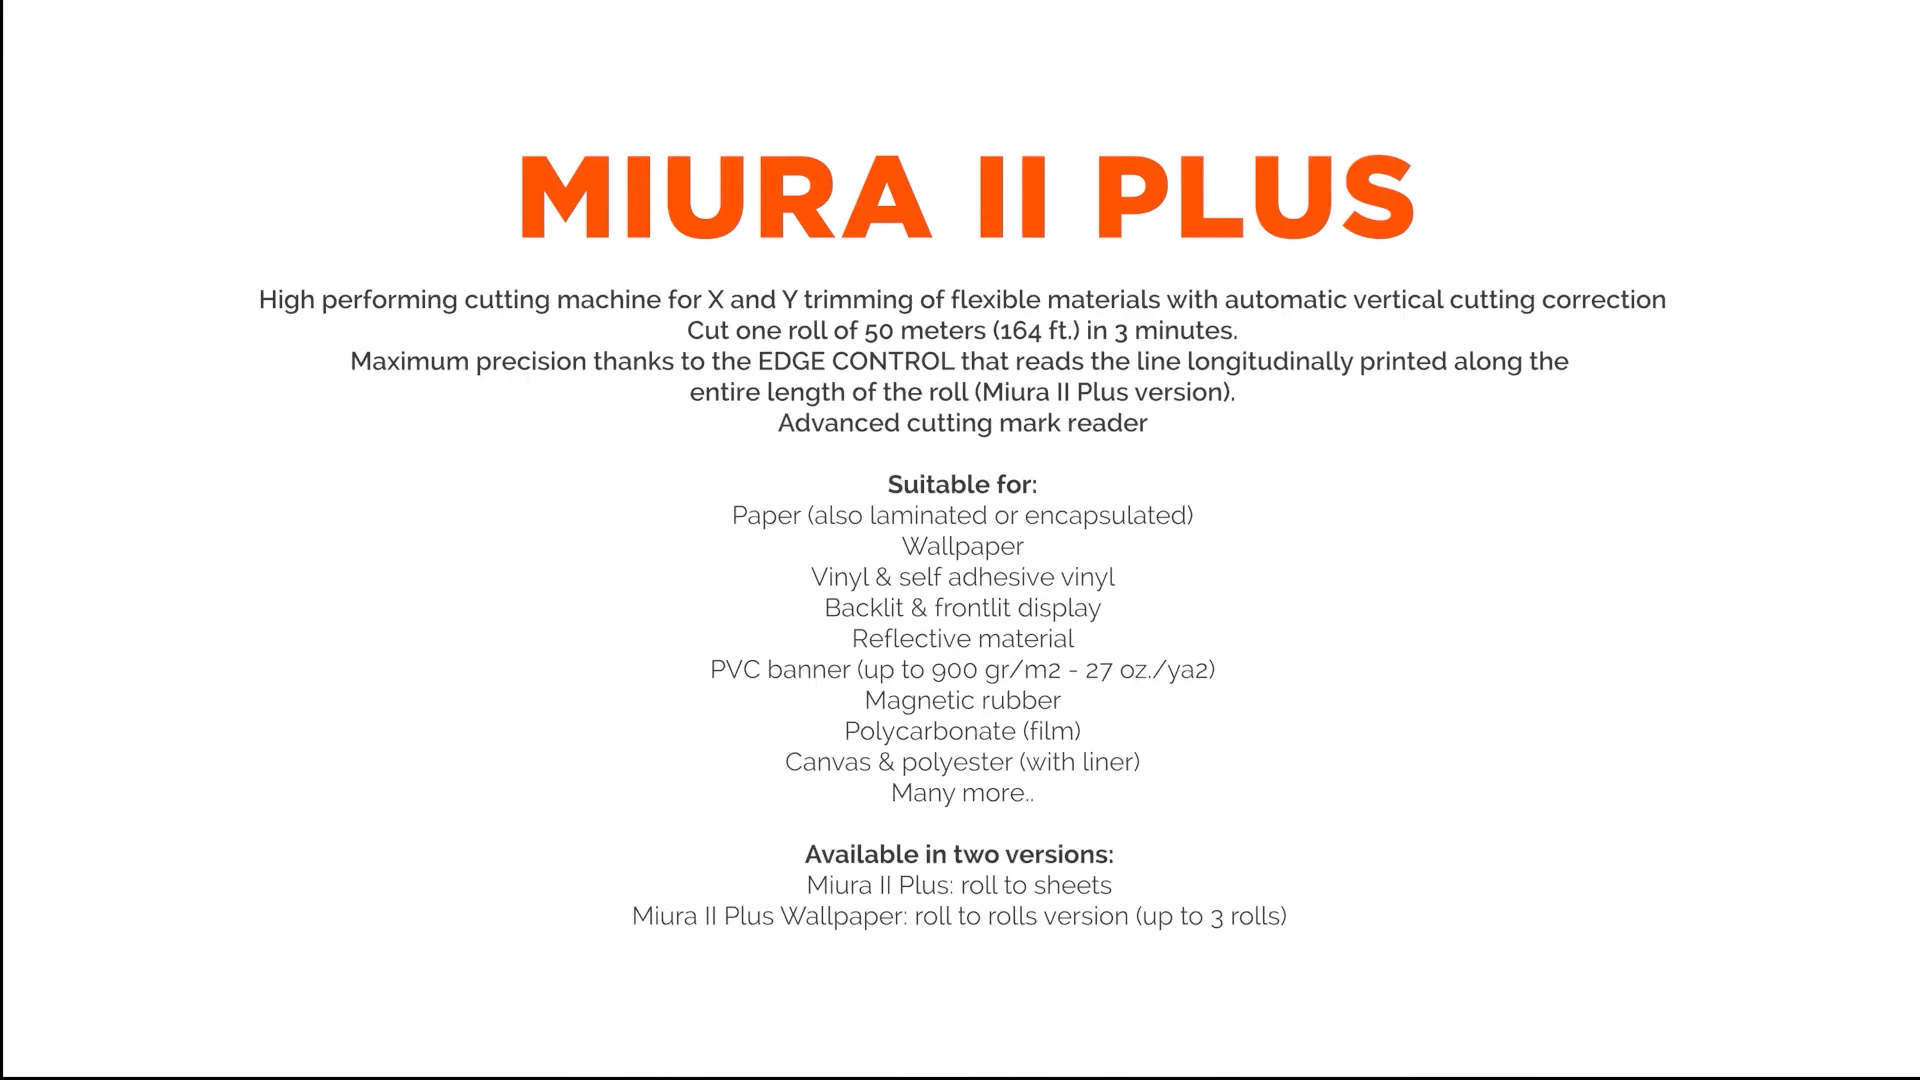 MIURA II PLUS
High performing cutting machine for X and Y trimming of flexible materials with automatic vertical cutting correction
Cut one roll of 50 meters (164 ft.) in 3 minutes.
Maximum precision thanks to the EDGE CONTROL that reads the line longitudinally printed along the
entire length of the roll (Miura II Plus version).
Advanced cutting mark reader
Suitable for:
Paper (also laminated or encapsulated)
Wallpaper
Vinyl & self adhesive vinyl
Backlit & frontlit display
Reflective material
PVC banner (up to 900 gr/m2 - 27 oz./ya2)
Magnetic rubber
Polycarbonate (film)
Canvas & polyester (with liner)
Many more..
Available in two versions:
Miura II Plus: roll to sheets
Miura II Plus Wallpaper: roll to rolls version (up to 3 rolls)